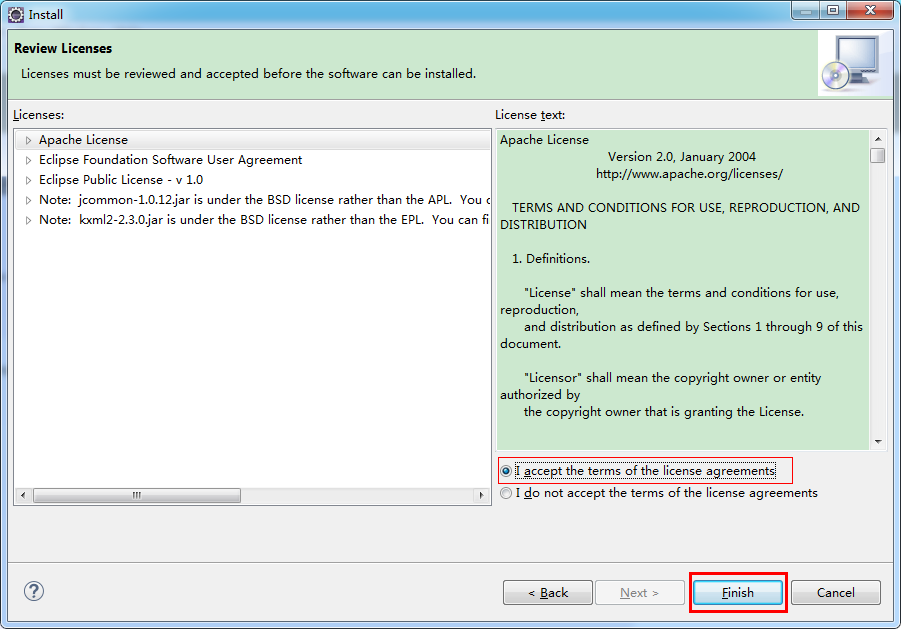 Install
Review Licenses
Licenses must be reviewed and accepted before the software can be installed.
Licenses:
Apache License
Eclipse Foundation Software User Agreement
Eclipse Public License - v 1.0
Note:  jcommon-1.0.12.jar is under the BSD license rather than the APL.  You c
Note:  kxml2-2.3.0.jar is under the BSD license rather than the EPL.  You can fi
License text:
Apache License
Version 2.0, January 2004
http://www.apache.org/licenses/
TERMS AND CONDITIONS FOR USE, REPRODUCTION, AND
DISTRIBUTION
1. Definitions.
"License" shall mean the terms and conditions for use,
reproduction,
and distribution as defined by Sections 1 through 9 of this
document.
"Licensor" shall mean the copyright owner or entity
authorized by
the copyright owner that is granting the License.
I accept the terms of the license agreements
I do not accept the terms of the license agreements
?
< Back
Next >
Finish
Cancel